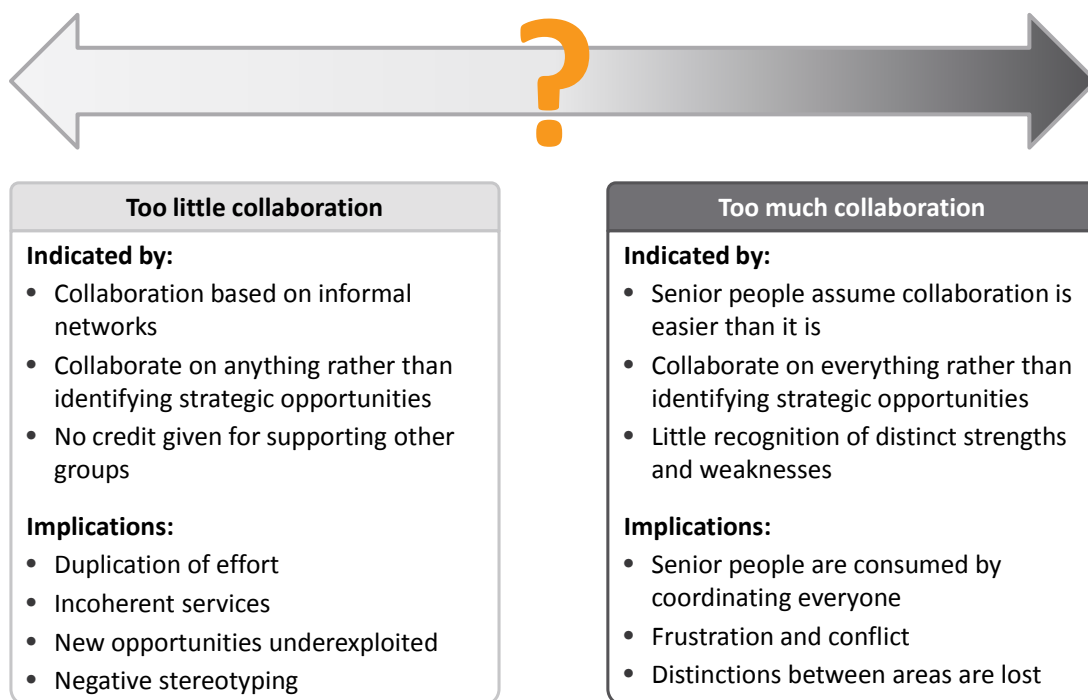 ?
Too little collaboration
Indicated by:
• Collaboration based on informal
networks
• Collaborate on anything rather than
identifying strategic opportunities
• No credit given for supporting other
groups
Implications:
• Duplication of effort
• Incoherent services
• New opportunities underexploited
• Negative stereotyping
Too much collaboration
Indicated by:
• Senior people assume collaboration is
easier than it is
• Collaborate on everything rather than
identifying strategic opportunities
• Little recognition of distinct strengths
and weaknesses
Implications:
• Senior people are consumed by
coordinating everyone
• Frustration and conflict
• Distinctions between areas are lost